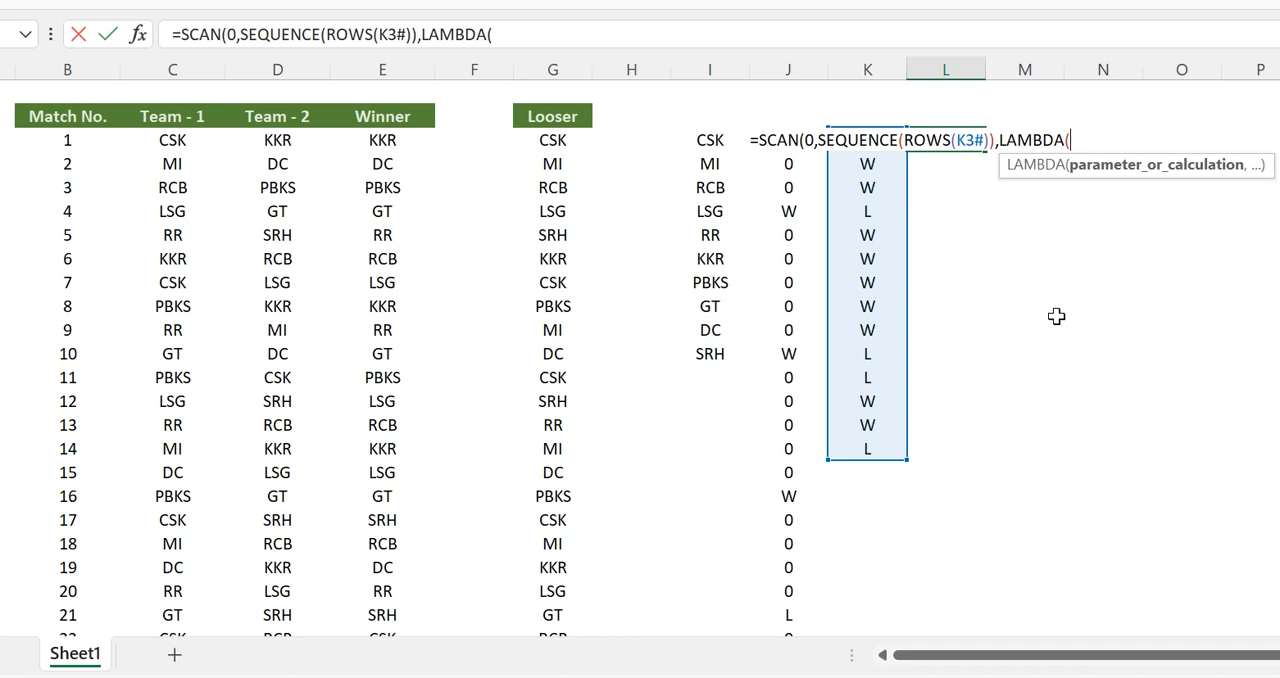 fx =SCAN(0,SEQUENCE(ROWS(K3#)),LAMBDA(
B C D E F G H I J K L M N O P
Match No. Team - 1 Team - 2 Winner Looser
1 CSK KKR KKR CSK CSK =SCAN(0,SEQUENCE(ROWS(K3#)),LAMBDA(
2 MI DC DC MI MI 0 W LAMBDA(parameter_or_calculation, ...)
3 RCB PBKS PBKS RCB RCB 0 W
4 LSG GT GT LSG LSG W L
5 RR SRH RR SRH RR 0 W
6 KKR RCB RCB KKR KKR 0 W
7 CSK LSG LSG CSK PBKS 0 W
8 PBKS KKR KKR PBKS GT 0 W
9 RR MI RR MI DC 0 W
10 GT DC GT DC SRH W L
11 PBKS CSK PBKS CSK 0 L
12 LSG SRH LSG SRH 0 W
13 RR RCB RCB RR 0 W
14 MI KKR KKR MI 0 L
15 DC LSG LSG DC 0
16 PBKS GT GT PBKS W
17 CSK SRH SRH CSK 0
18 MI RCB RCB MI 0
19 DC KKR DC KKR 0
20 RR LSG RR LSG 0
21 GT SRH SRH GT L
Sheet1